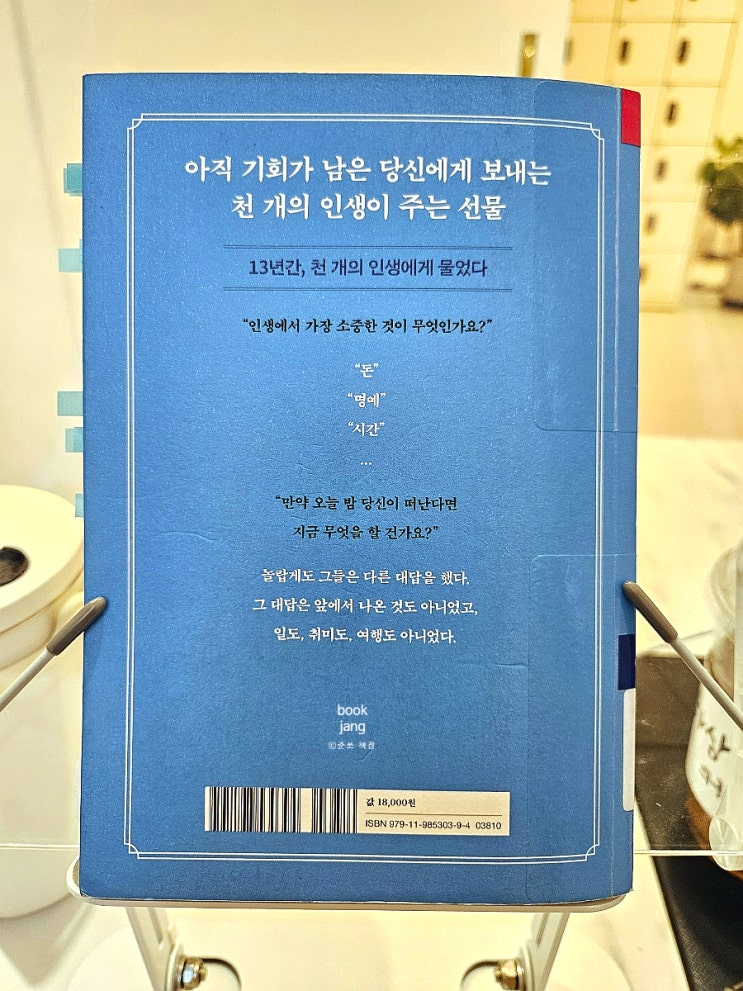 아직 기회가 남은 당신에게 보내는
천 개의 인생이 주는 선물
13년간, 천 개의 인생에게 물었다
“인생에서 가장 소중한 것이 무엇인가요?”
“돈”
“명예”
“시간”
...
“만약 오늘 밤 당신이 떠난다면
지금 무엇을 할 건가요?”
놀랍게도 그들은 다른 대답을 했다.
그 대답은 앞에서 나온 것도 아니었고,
일도, 취미도, 여행도 아니었다.
book
jang
ⓒ준쓰 책장
값 18,000원
ISBN 979-11-985303-9-4 03810